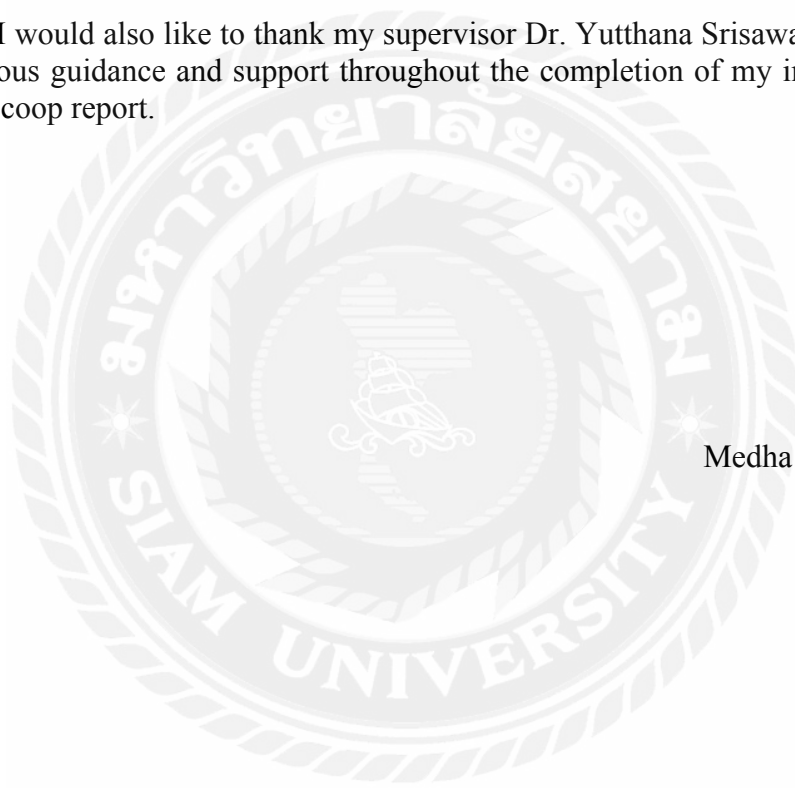 I would also like to thank my supervisor Dr. Yutthana Srisawa
ous guidance and support throughout the completion of my in
coop report.
มหาวิทยาลัยสยาม
Medha
SIAM UNIVERSITY